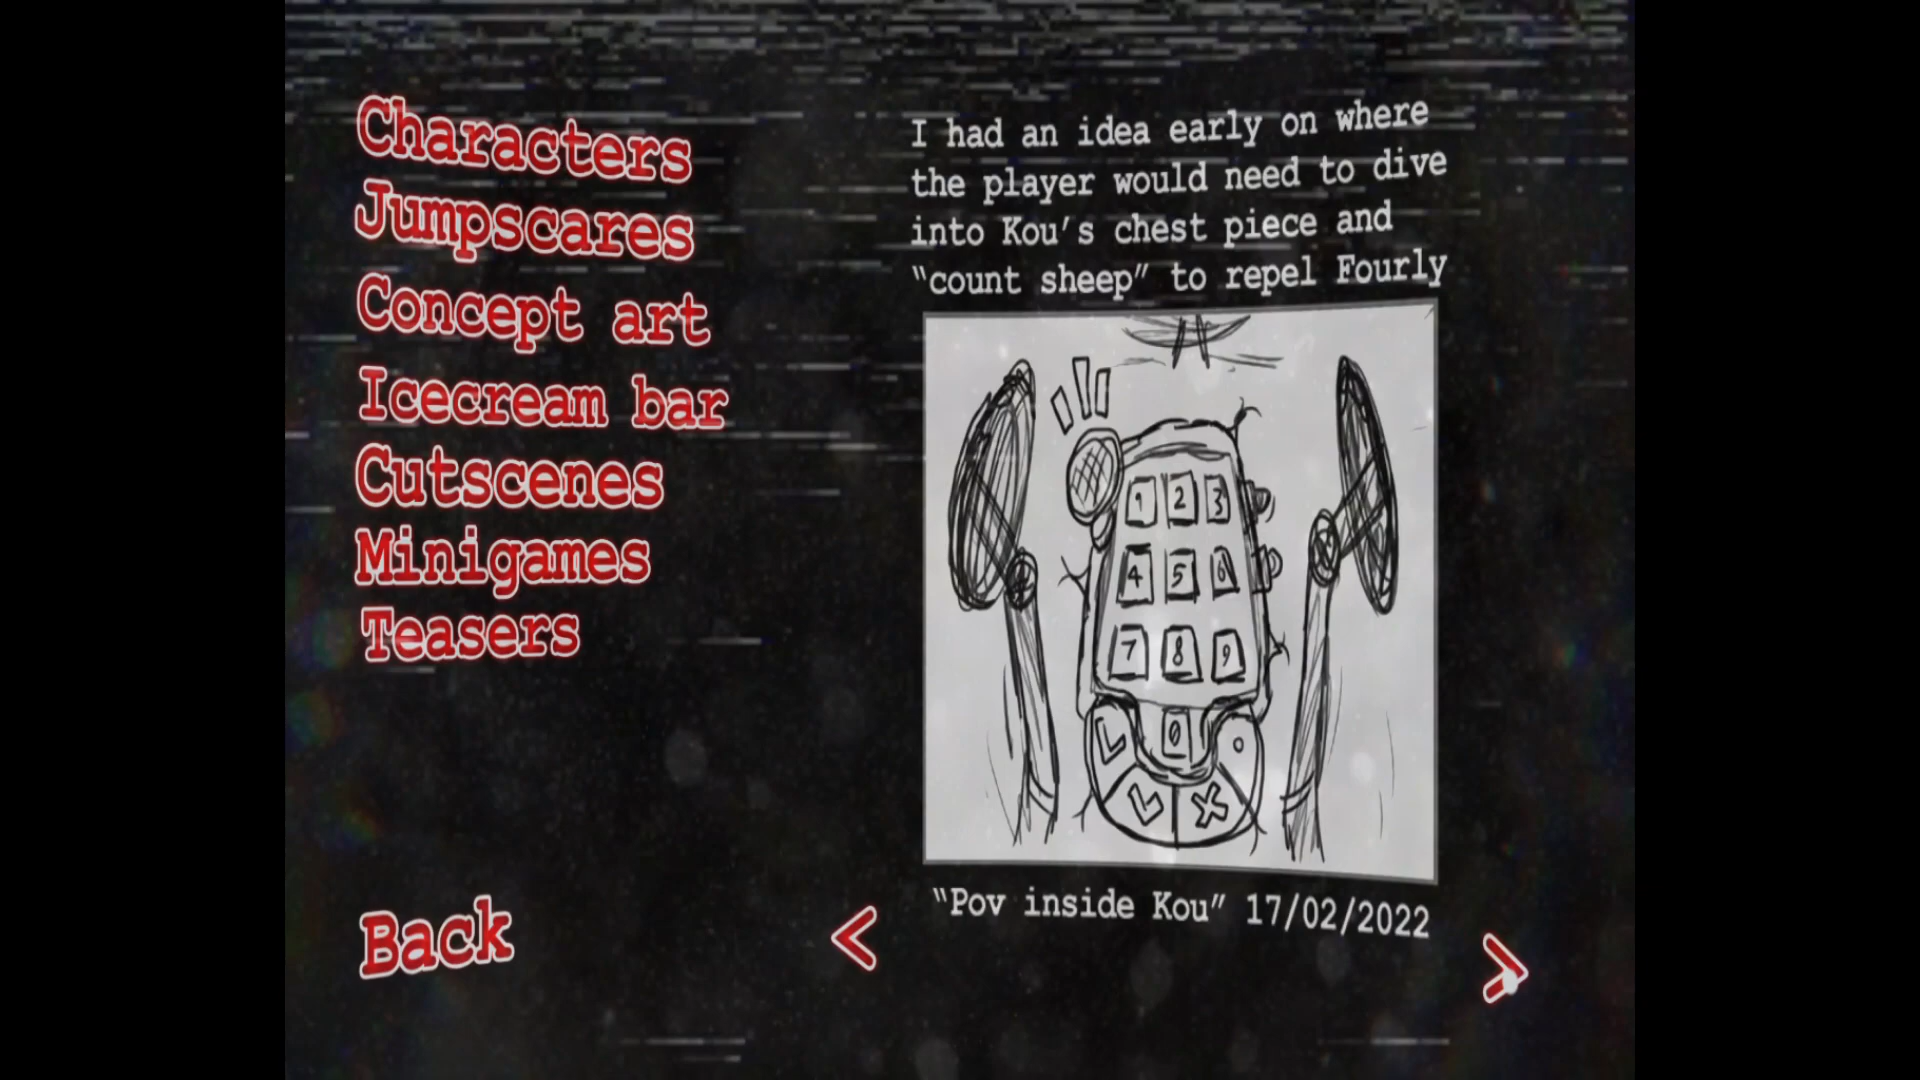 Characters
Jumpscares
Concept art
Icecream bar
Cutscenes
Minigames
Teasers
Back
<
I had an idea early on where
the player would need to dive
into Kou's chest piece and
“count sheep” to repel Fourly
1 2 3
4 5 6
7 8 9
0
X
“Pov inside Kou” 17/02/2022
>